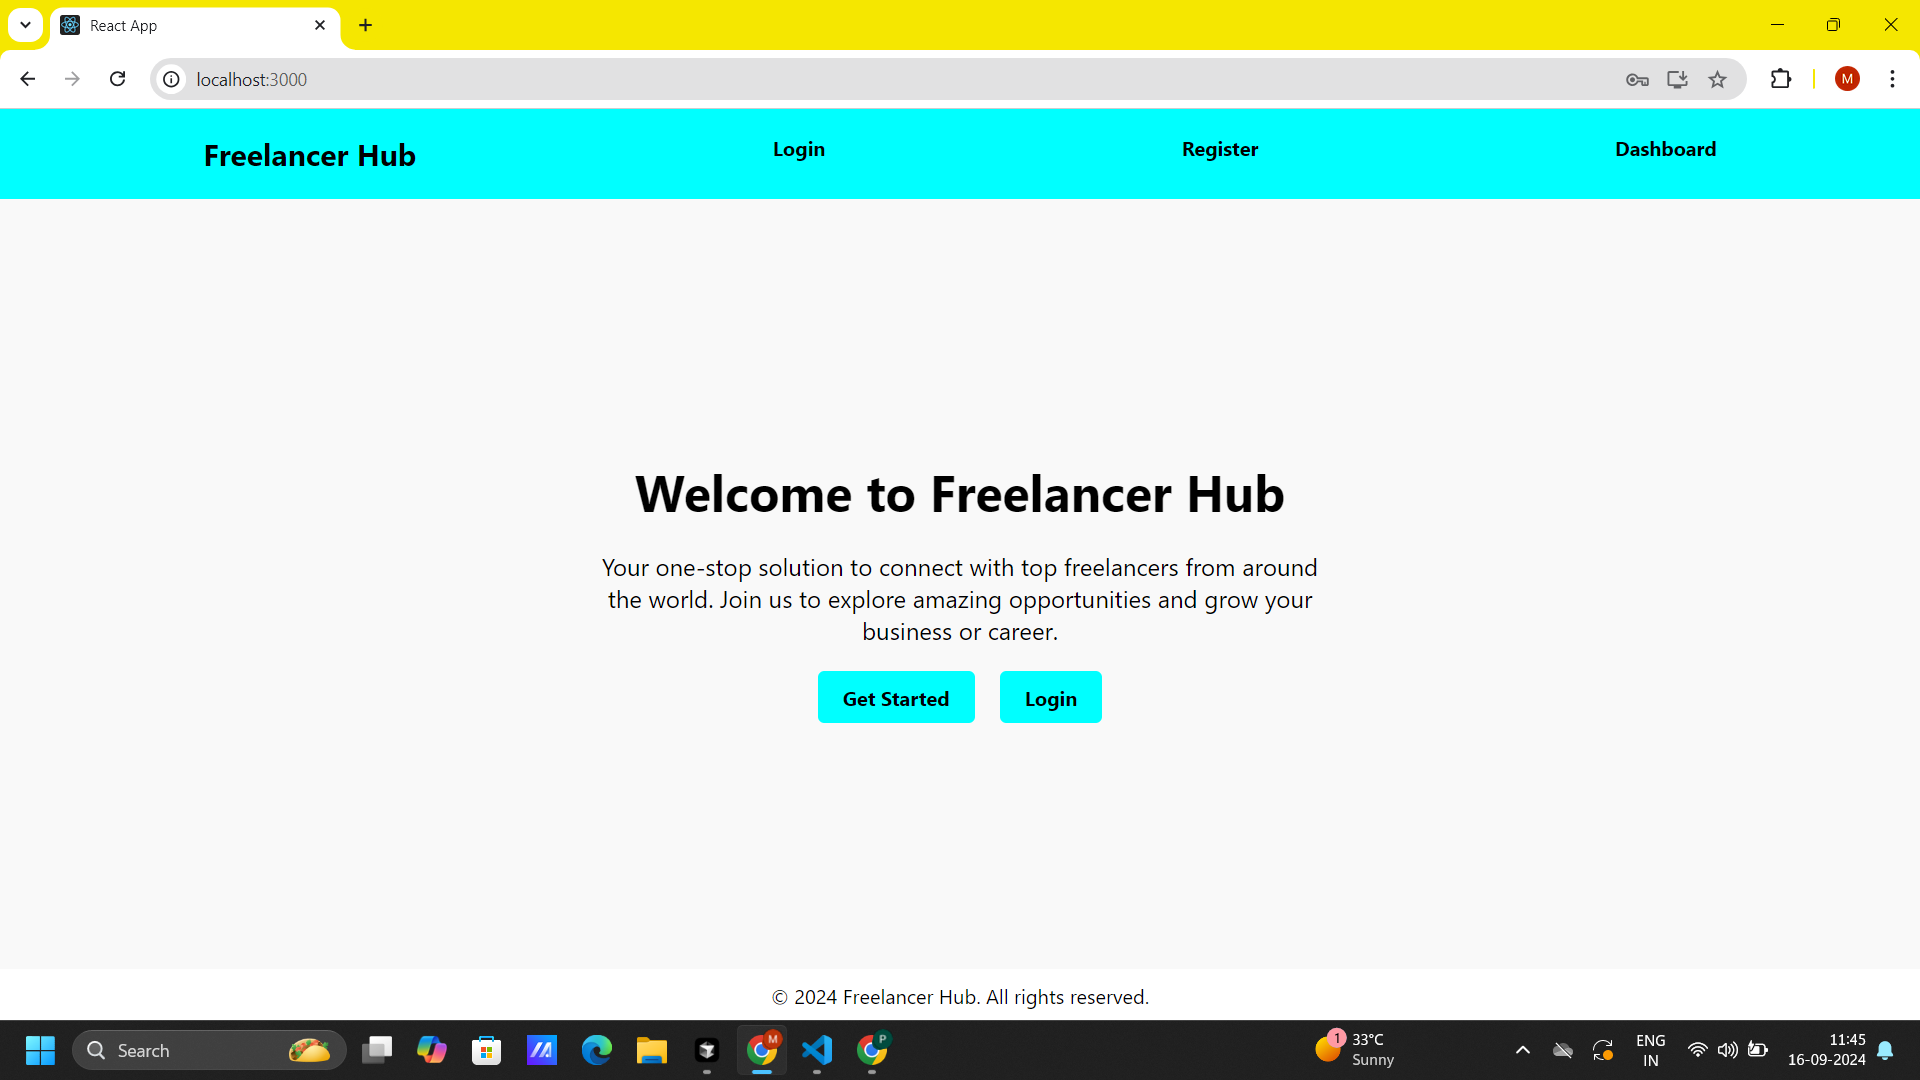 React App
localhost:3000
M
Freelancer Hub
Login
Register
Dashboard
Welcome to Freelancer Hub
Your one-stop solution to connect with top freelancers from around
the world. Join us to explore amazing opportunities and grow your
business or career.
Get Started
Login
© 2024 Freelancer Hub. All rights reserved.
Search
M
P
1
33°C
Sunny
ENG
IN
11:45
16-09-2024